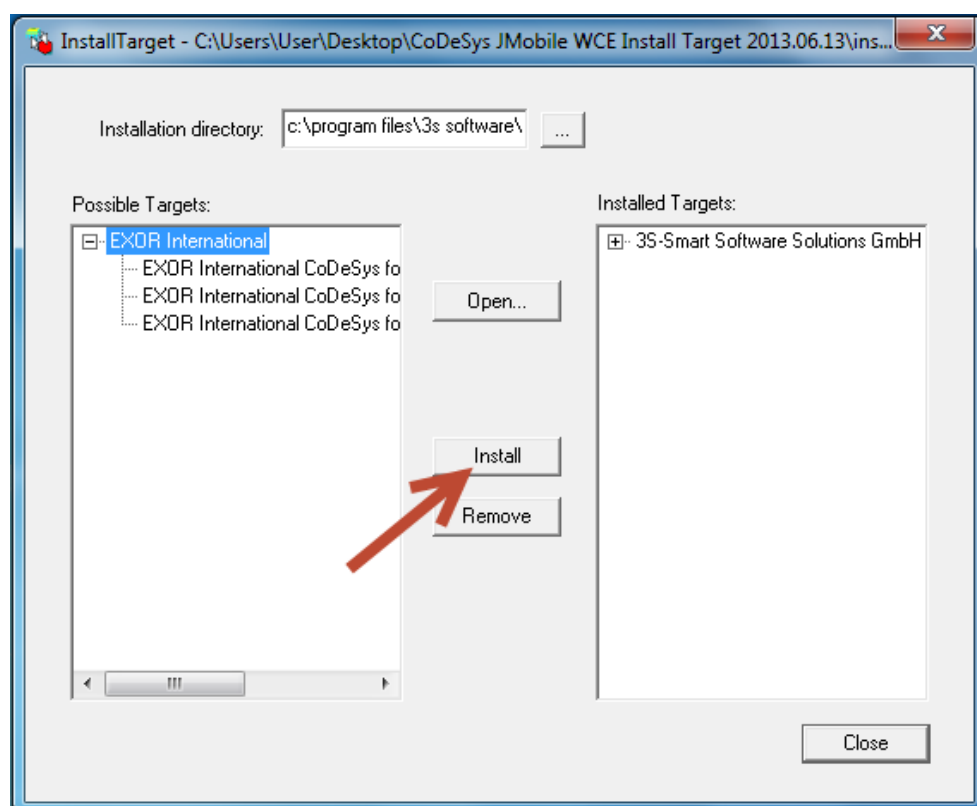 InstallTarget - C:\Users\User\Desktop\CoDeSys JMobile WCE Install Target 2013.06.13\ins...
Installation directory: c:\program files\3s software\ ...
Possible Targets:
Installed Targets:
EXOR International
EXOR International CoDeSys fo
EXOR International CoDeSys fo
EXOR International CoDeSys fo
Open...
Install
Remove
3S-Smart Software Solutions GmbH
Close